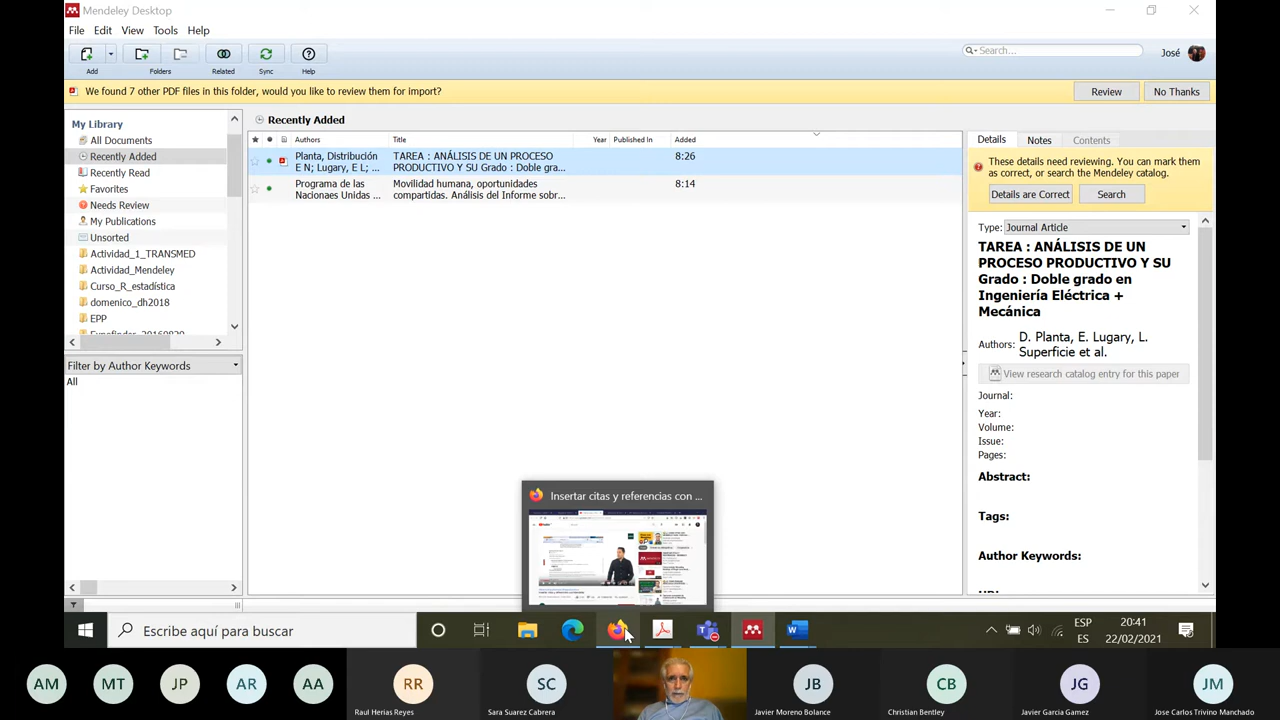 Mendeley Desktop
File Edit View Tools Help
Search...
José
Add Folders Related Sync Help
We found 7 other PDF files in this folder, would you like to review them for import?
Review No Thanks
My Library
All Documents
Recently Added
Recently Read
Favorites
Needs Review
My Publications
Unsorted
Actividad_1_TRANSMED
Actividad_Mendeley
Curso_R_estadística
domenico_dh2018
EPP
Filter by Author Keywords
All
Recently Added
Authors Title Year Published In Added
Planta, Distribución TAREA : ANÁLISIS DE UN PROCESO 8:26
E N; Lugary, E L; ... PRODUCTIVO Y SU Grado : Doble gra...
Programa de las Movilidad humana, oportunidades 8:14
Nacionaes Unidas ... compartidas. Análisis del Informe sobr...
Details Notes Contents
These details need reviewing. You can mark them
as correct, or search the Mendeley catalog.
Details are Correct Search
Type: Journal Article
TAREA : ANÁLISIS DE UN
PROCESO PRODUCTIVO Y SU
Grado : Doble grado en
Ingeniería Eléctrica +
Mecánica
Authors: D. Planta, E. Lugary, L.
Superficie et al.
View research catalog entry for this paper
Journal:
Year:
Volume:
Issue:
Pages:
Abstract:
Tags:
Author Keywords:
Insertar citas y referencias con ...
Escribe aquí para buscar
ESP
ES
20:41
22/02/2021
AM MT JP AR AA RR SC JB CB JG JM
Raul Herias Reyes Sara Suarez Cabrera Javier Moreno Bolance Christian Bentley Javier Garcia Gamez Jose Carlos Trivino Manchado